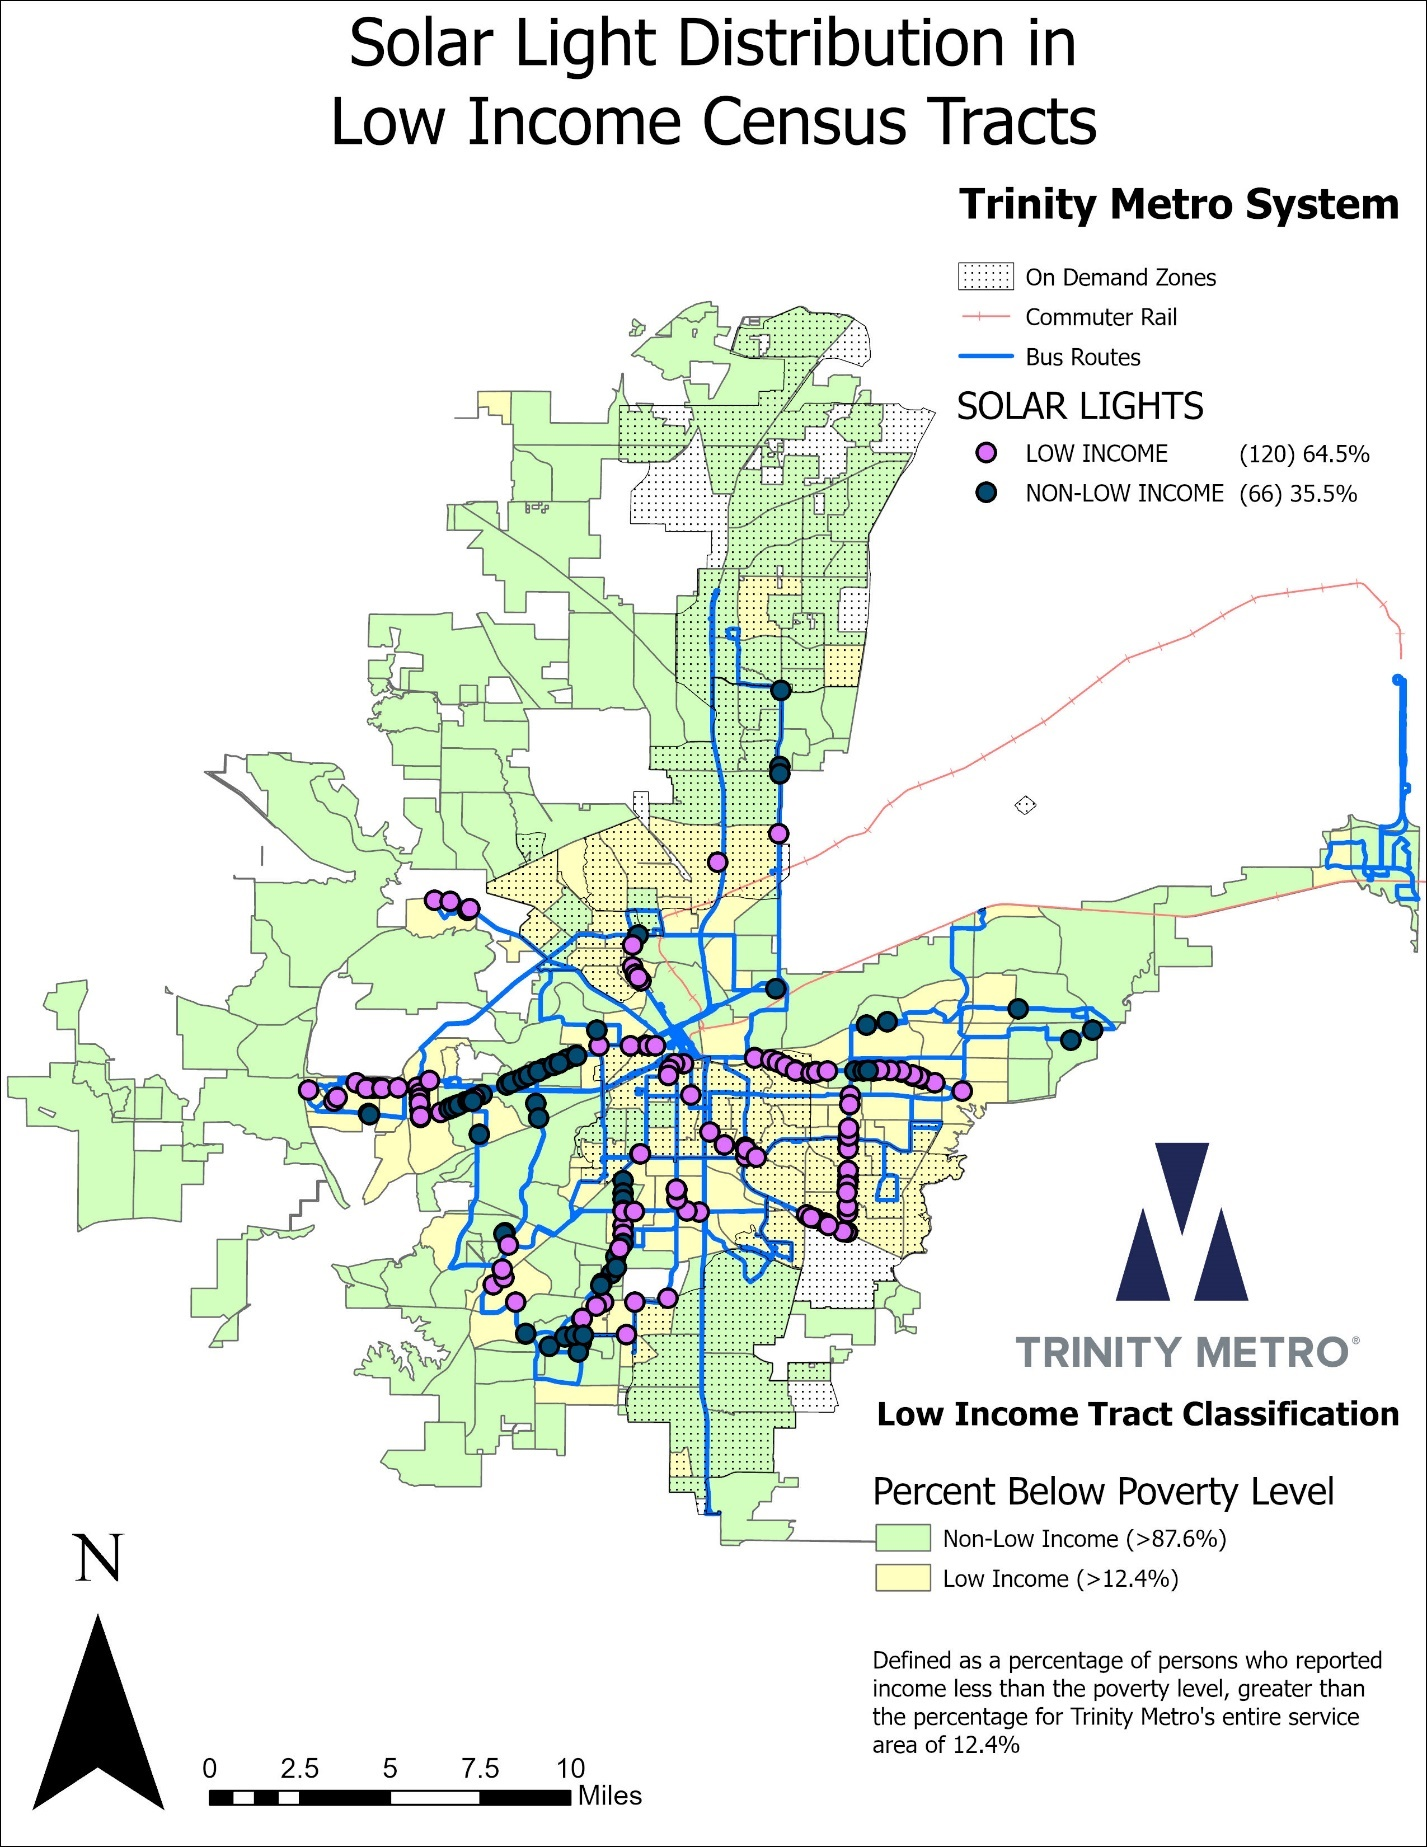 Solar Light Distribution in
Low Income Census Tracts
Trinity Metro System
On Demand Zones
Commuter Rail
Bus Routes
SOLAR LIGHTS
LOW INCOME (120) 64.5%
NON-LOW INCOME (66) 35.5%
TRINITY METRO®
Low Income Tract Classification
Percent Below Poverty Level
Non-Low Income (>87.6%)
Low Income (>12.4%)
Defined as a percentage of persons who reported
income less than the poverty level, greater than
the percentage for Trinity Metro's entire service
area of 12.4%
N
0 2.5 5 7.5 10
Miles